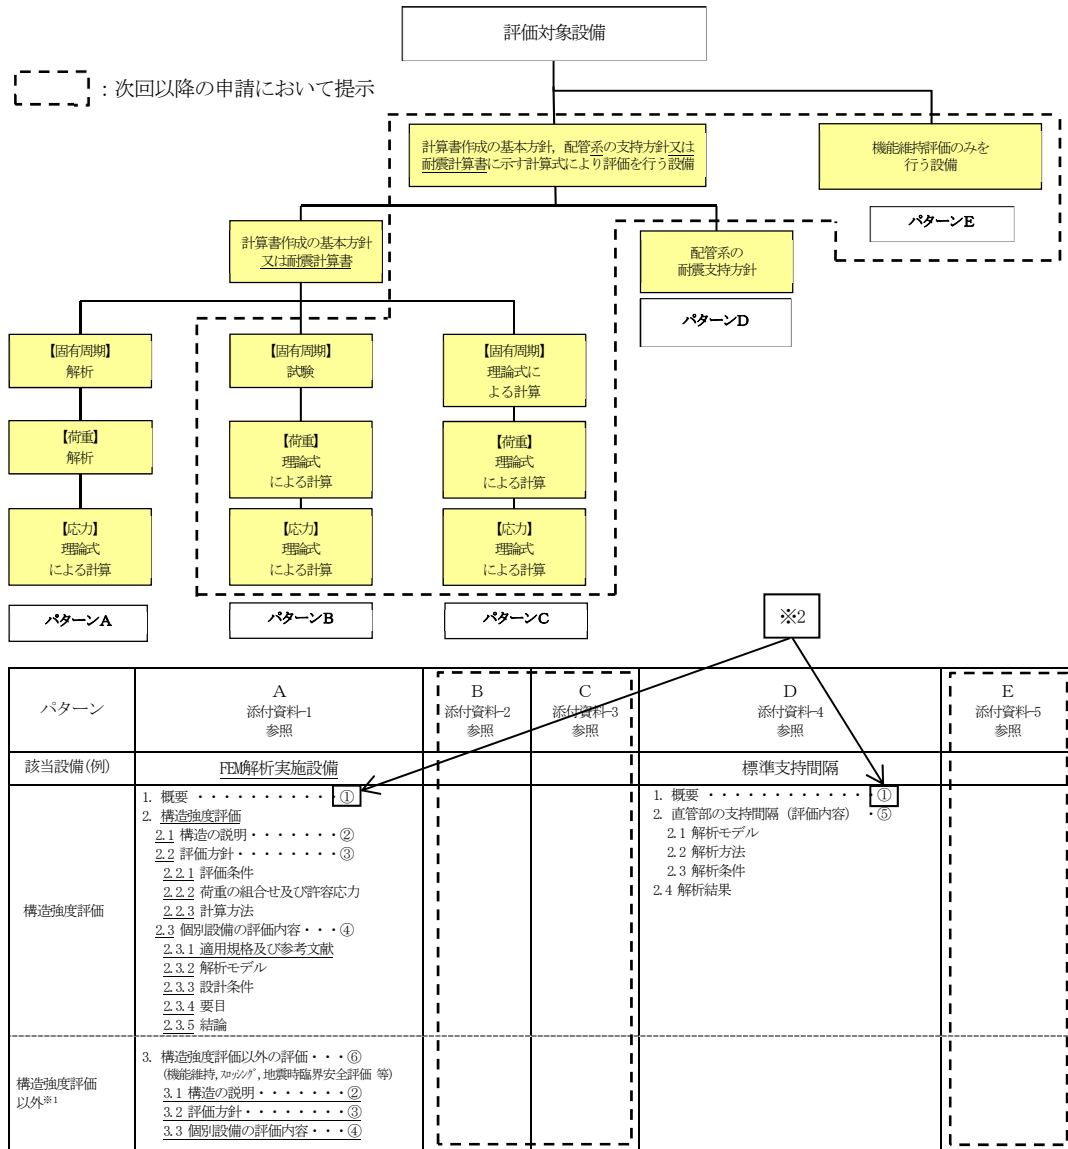 評価対象設備
：次回以降の申請において提示
計算書作成の基本方針，配管系の支持方針又は
耐震計算書に示す計算式により評価を行う設備
機能維持評価のみを
行う設備
パターンE
計算書作成の基本方針
又は耐震計算書
配管系の
耐震支持方針
パターンD
【固有周期】
解析
【固有周期】
試験
【固有周期】
理論式に
よる計算
【荷重】
解析
【荷重】
理論式
による計算
【荷重】
理論式
による計算
【応力】
理論式
による計算
【応力】
理論式
による計算
【応力】
理論式
による計算
パターンA
パターンB
パターンC
※2
パターン
A
添付資料-1
参照
B
添付資料-2
参照
C
添付資料-3
参照
D
添付資料-4
参照
E
添付資料-5
参照
該当設備(例)
FEM解析実施設備
標準支持間隔
構造強度評価
1. 概要 ・・・・・・・・・・①
2. 構造強度評価
2.1 構造の説明・・・・・・・②
2.2 評価方針・・・・・・・・③
2.2.1 評価条件
2.2.2 荷重の組合せ及び許容応力
2.2.3 計算方法
2.3 個別設備の評価内容・・・④
2.3.1 適用規格及び参考文献
2.3.2 解析モデル
2.3.3 設計条件
2.3.4 要目
2.3.5 結論
1. 概要 ・・・・・・・・・・・・①
2. 直管部の支持間隔（評価内容） ・⑤
2.1 解析モデル
2.2 解析方法
2.3 解析条件
2.4 解析結果
構造強度評価
以外※1
3. 構造強度評価以外の評価・・・⑥
(機能維持,ｽﾛｯｼﾝｸﾞ,地震時臨界安全評価 等)
3.1 構造の説明・・・・・・・②
3.2 評価方針・・・・・・・・③
3.3 個別設備の評価内容・・・④